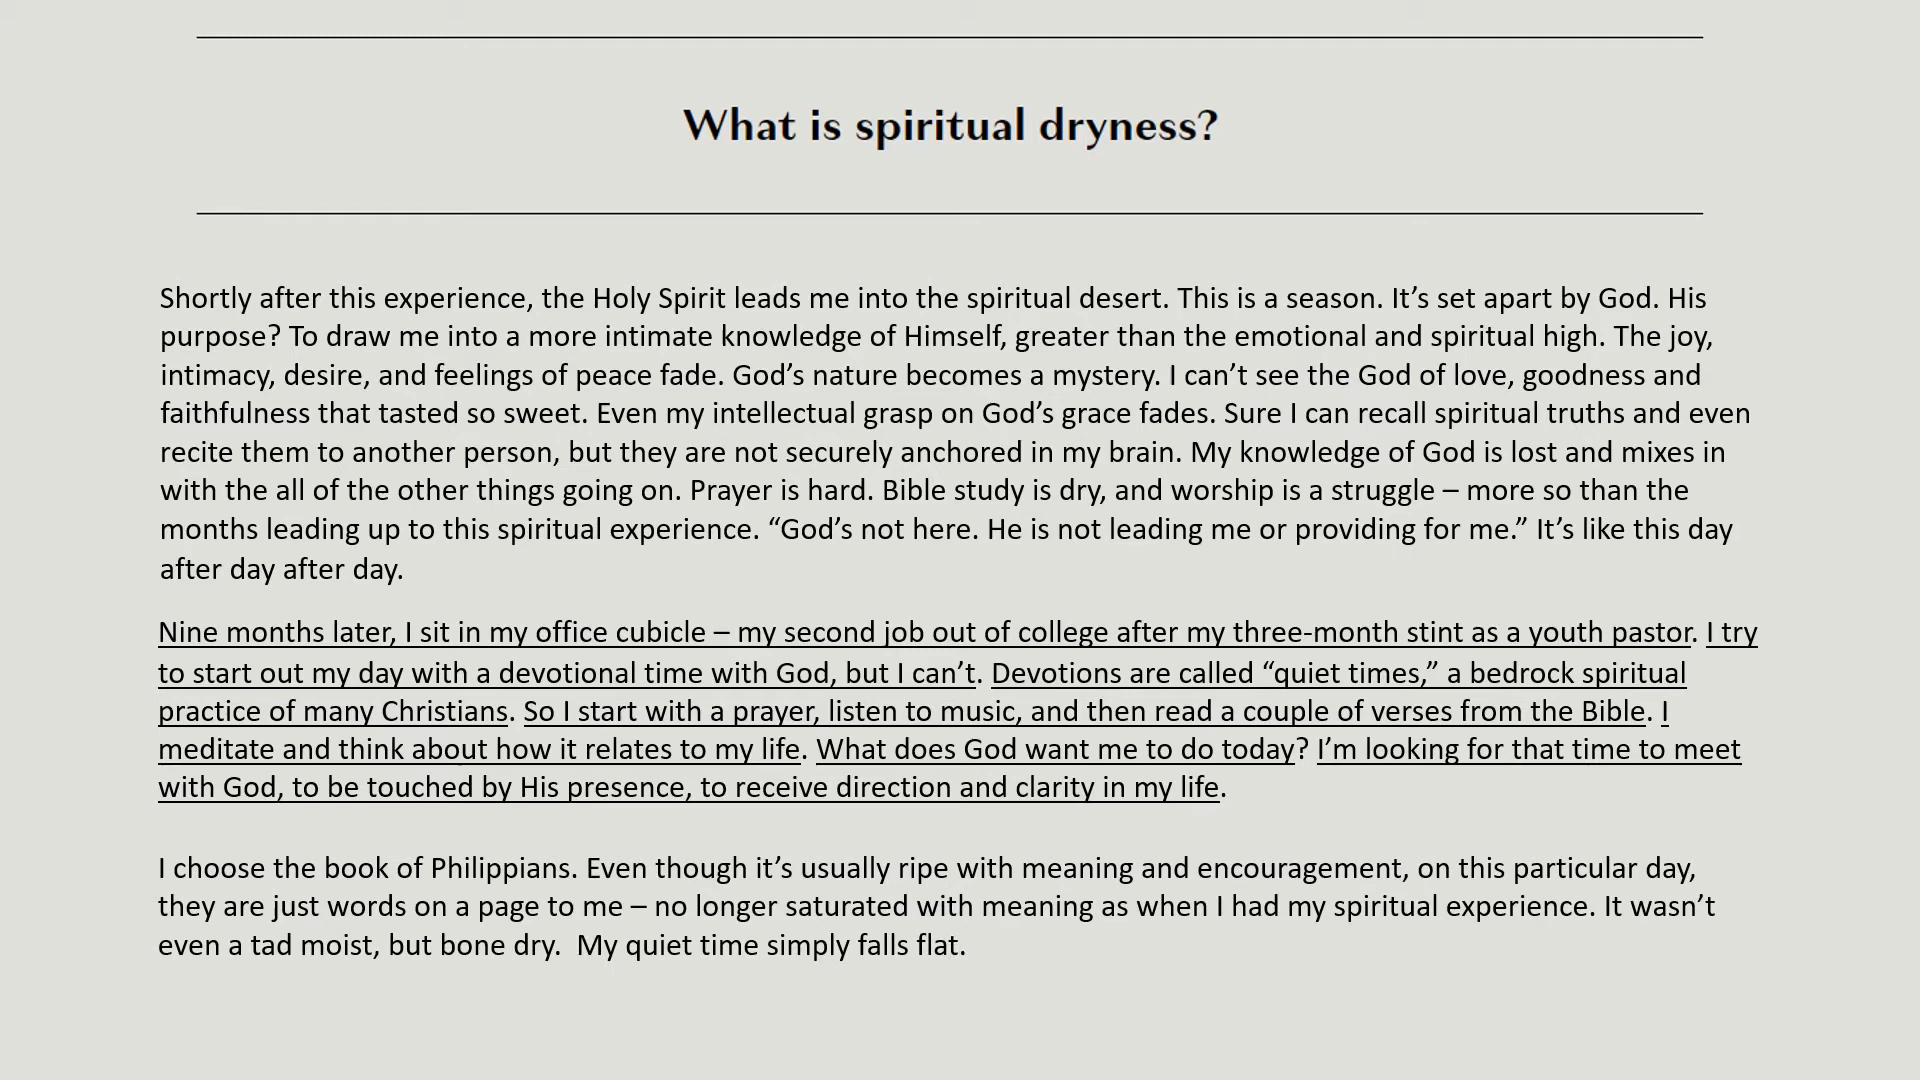 What is spiritual dryness?
Shortly after this experience, the Holy Spirit leads me into the spiritual desert. This is a season. It’s set apart by God. His
purpose? To draw me into a more intimate knowledge of Himself, greater than the emotional and spiritual high. The joy,
intimacy, desire, and feelings of peace fade. God’s nature becomes a mystery. I can’t see the God of love, goodness and
faithfulness that tasted so sweet. Even my intellectual grasp on God’s grace fades. Sure I can recall spiritual truths and even
recite them to another person, but they are not securely anchored in my brain. My knowledge of God is lost and mixes in
with the all of the other things going on. Prayer is hard. Bible study is dry, and worship is a struggle – more so than the
months leading up to this spiritual experience. “God’s not here. He is not leading me or providing for me.” It’s like this day
after day after day.
Nine months later, I sit in my office cubicle – my second job out of college after my three-month stint as a youth pastor. I try
to start out my day with a devotional time with God, but I can’t. Devotions are called “quiet times,” a bedrock spiritual
practice of many Christians. So I start with a prayer, listen to music, and then read a couple of verses from the Bible. I
meditate and think about how it relates to my life. What does God want me to do today? I’m looking for that time to meet
with God, to be touched by His presence, to receive direction and clarity in my life.
I choose the book of Philippians. Even though it’s usually ripe with meaning and encouragement, on this particular day,
they are just words on a page to me – no longer saturated with meaning as when I had my spiritual experience. It wasn’t
even a tad moist, but bone dry.  My quiet time simply falls flat.